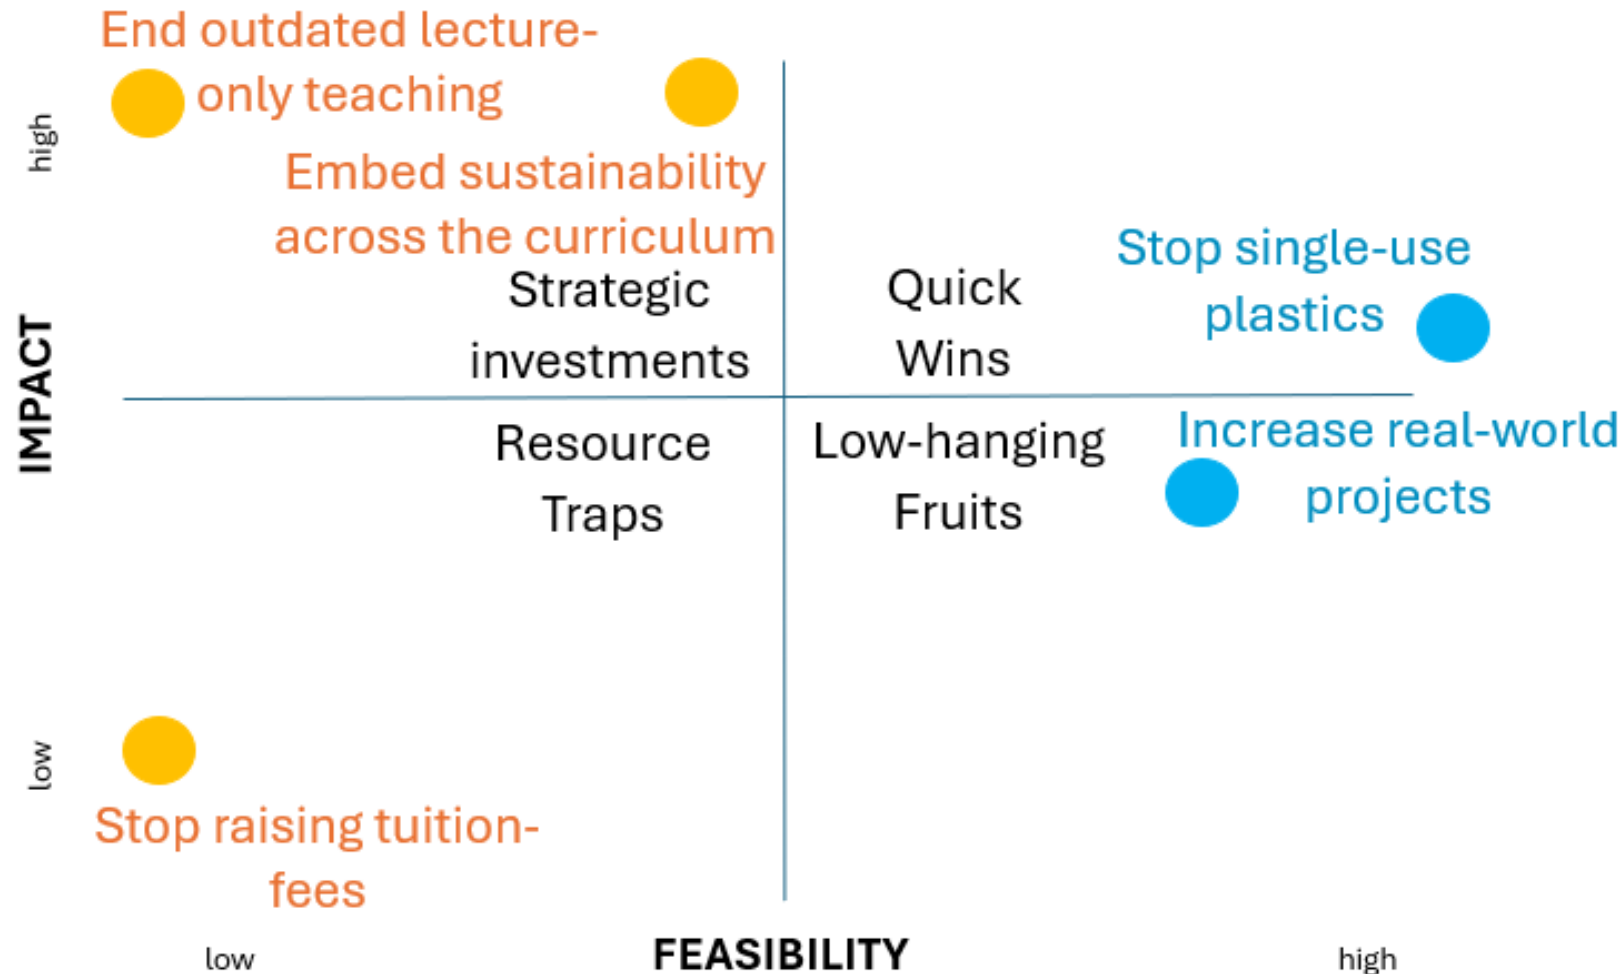 End outdated lecture-
only teaching
Embed sustainability
across the curriculum
high
Strategic
investments
Quick
Wins
Stop single-use
plastics
IMPACT
Resource
Traps
Low-hanging
Fruits
Increase real-world
projects
low
Stop raising tuition-
fees
low
FEASIBILITY
high